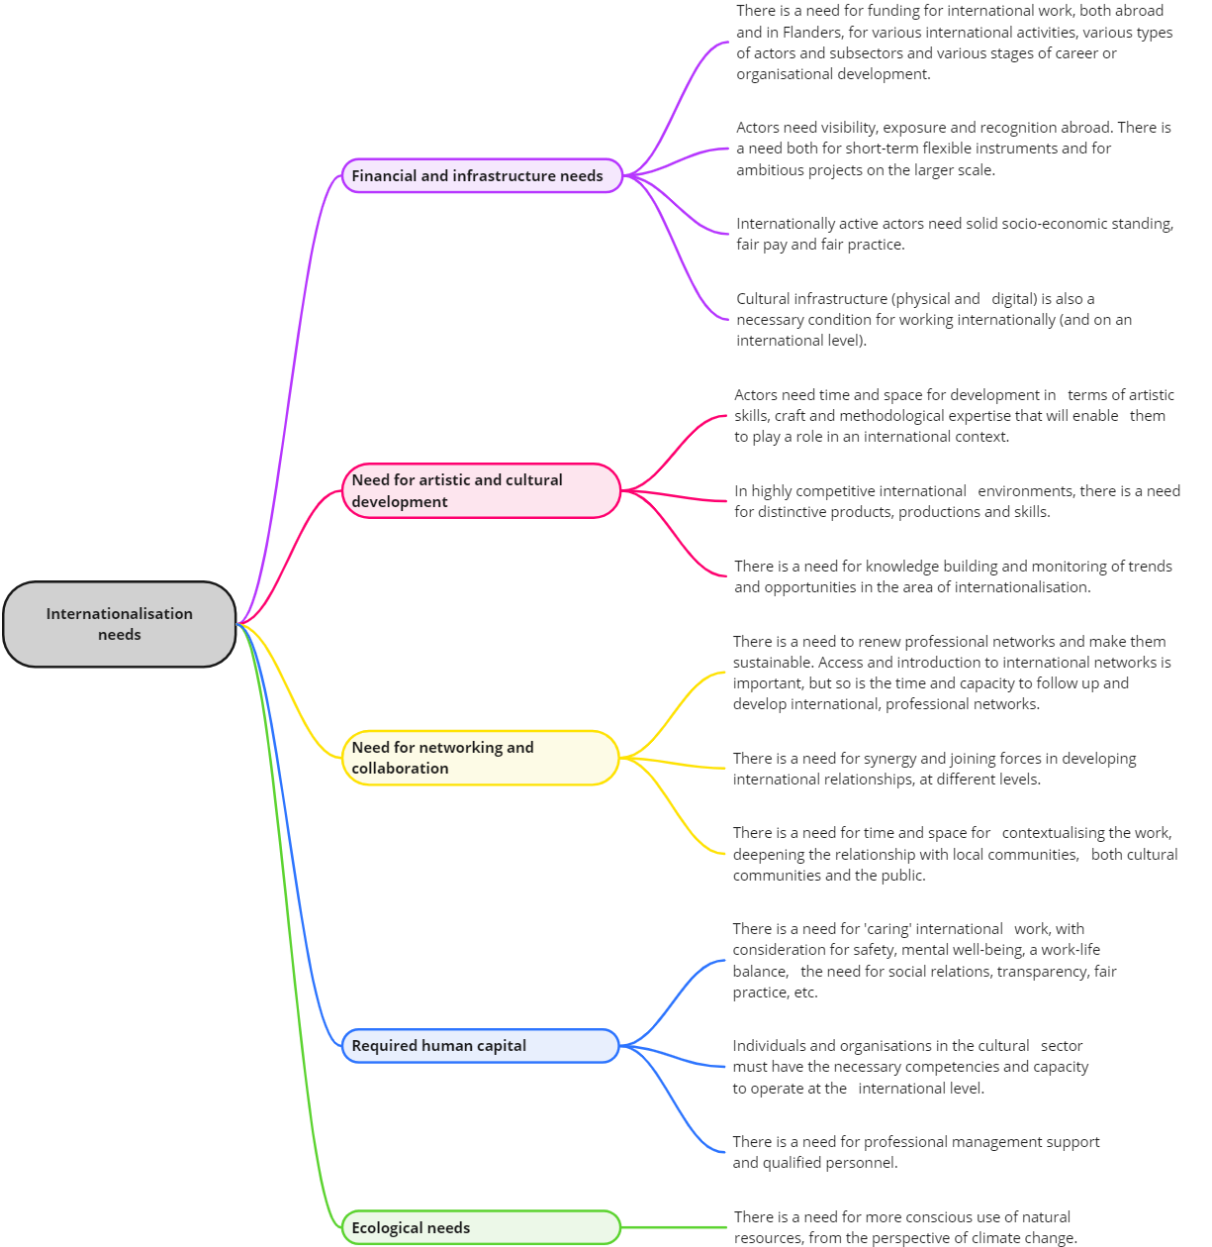 There is a need for funding for international work, both abroad
and in Flanders, for various international activities, various types
of actors and subsectors and various stages of career or
organisational development.
Actors need visibility, exposure and recognition abroad. There is
a need both for short-term flexible instruments and for
ambitious projects on the larger scale.
Financial and infrastructure needs
Internationally active actors need solid socio-economic standing,
fair pay and fair practice.
Cultural infrastructure (physical and   digital) is also a
necessary condition for working internationally (and on an
international level).
Actors need time and space for development in   terms of artistic
skills, craft and methodological expertise that will enable   them
to play a role in an international context.
Need for artistic and cultural
development
In highly competitive international   environments, there is a need
for distinctive products, productions and skills.
There is a need for knowledge building and monitoring of trends
and opportunities in the area of internationalisation.
Internationalisation
needs
There is a need to renew professional networks and make them
sustainable. Access and introduction to international networks is
important, but so is the time and capacity to follow up and
develop international, professional networks.
Need for networking and
collaboration
There is a need for synergy and joining forces in developing
international relationships, at different levels.
There is a need for time and space for   contextualising the work,
deepening the relationship with local communities,   both cultural
communities and the public.
There is a need for 'caring' international   work, with
consideration for safety, mental well-being, a work-life
balance,   the need for social relations, transparency, fair
practice, etc.
Required human capital
Individuals and organisations in the cultural   sector
must have the necessary competencies and capacity
to operate at the   international level.
There is a need for professional management support
and qualified personnel.
Ecological needs
There is a need for more conscious use of natural
resources, from the perspective of climate change.